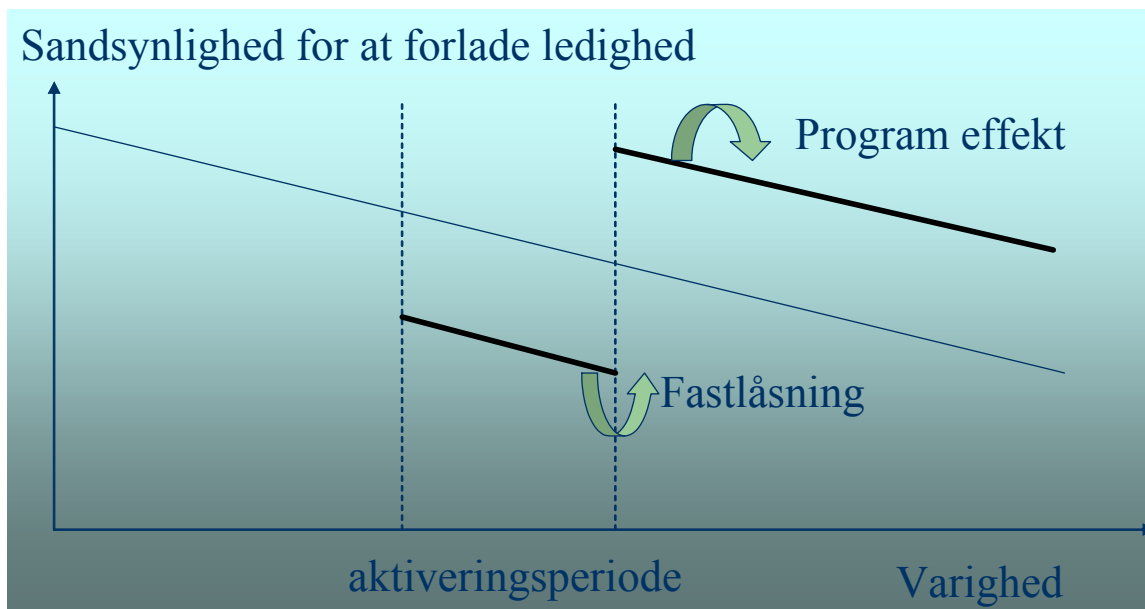 Sandsynlighed for at forlade ledighed
Program effekt
Fastlåsning
aktiveringsperiode
Varighed